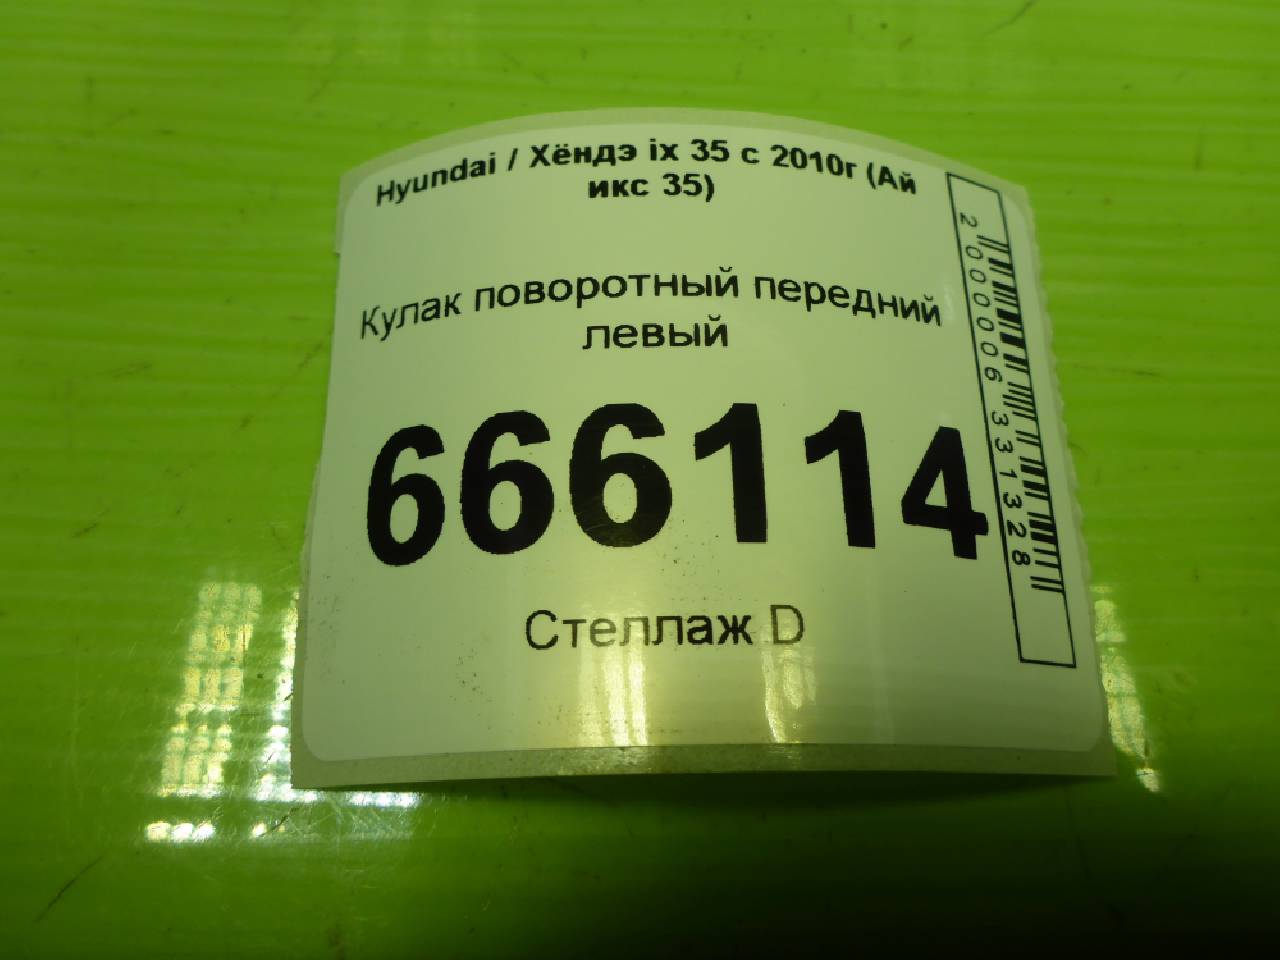 Hyundai / Хёндэ ix 35 с 2010г (Ай
икс 35)
Кулак поворотный передний
левый
666114
Стеллаж D
2000006331328